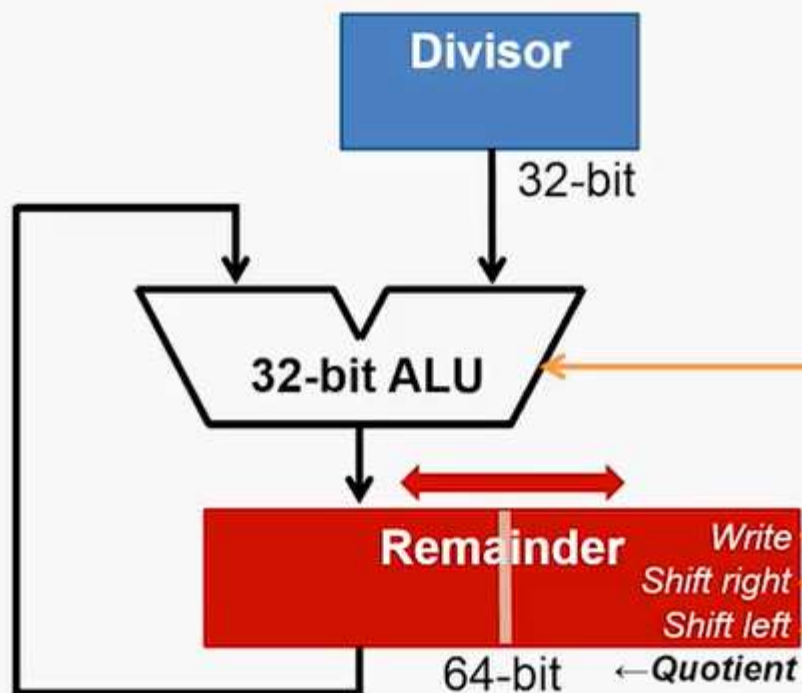 Divisor
32-bit
32-bit ALU
Remainder
Write
Shift right
Shift left
64-bit
←Quotient